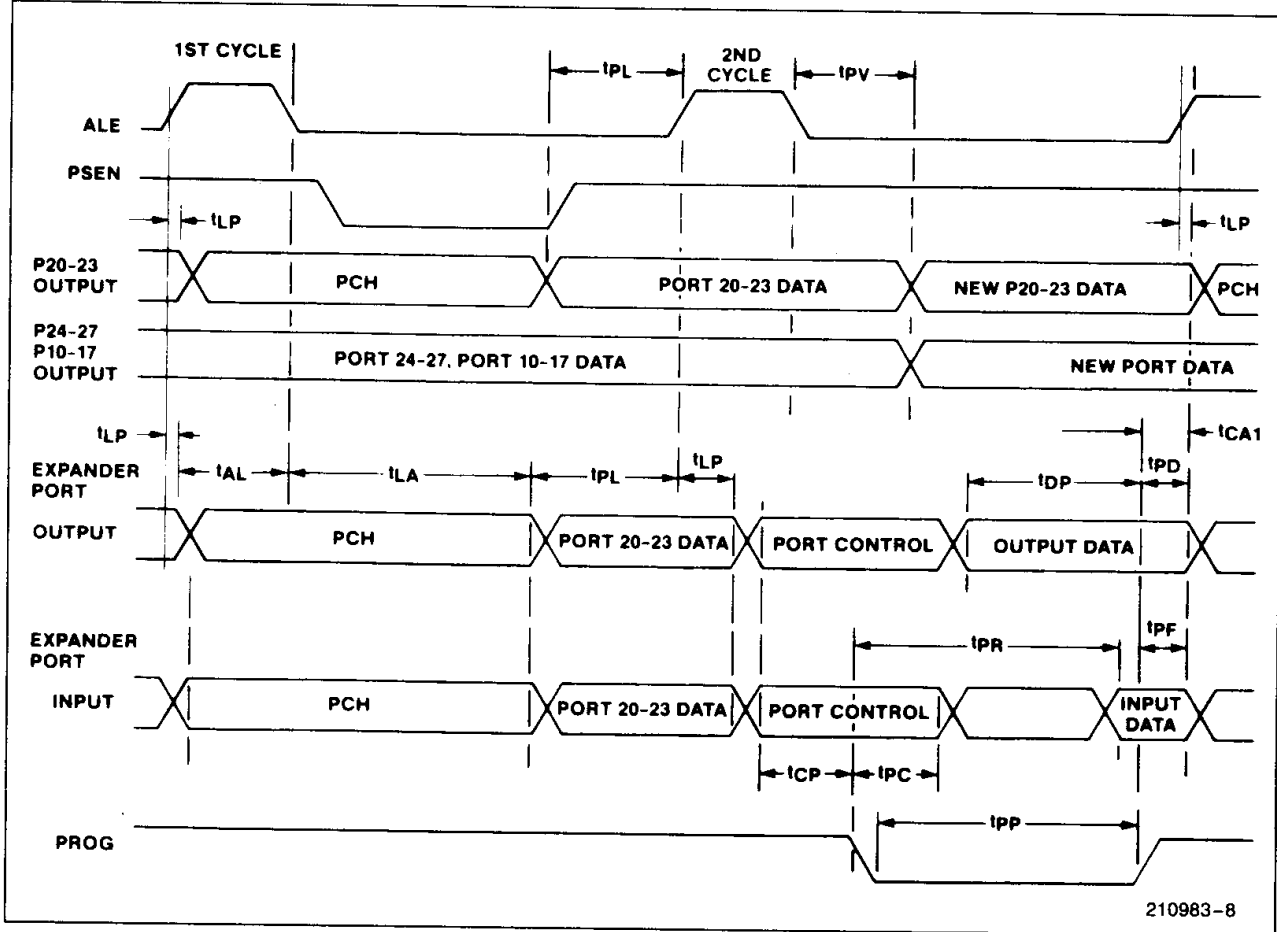 1ST CYCLE
tPL
2ND
CYCLE
tPV
ALE
PSEN
tLP
tLP
P20-23
OUTPUT
PCH
PORT 20-23 DATA
NEW P20-23 DATA
PCH
P24-27
P10-17
OUTPUT
PORT 24-27, PORT 10-17 DATA
NEW PORT DATA
tLP
tCA1
EXPANDER
PORT
OUTPUT
tAL
tLA
tPL
tLP
tDP
tPD
PCH
PORT 20-23 DATA
PORT CONTROL
OUTPUT DATA
EXPANDER
PORT
INPUT
tPR
tPF
PCH
PORT 20-23 DATA
PORT CONTROL
INPUT
DATA
tCP
tPC
tPP
PROG
210983-8